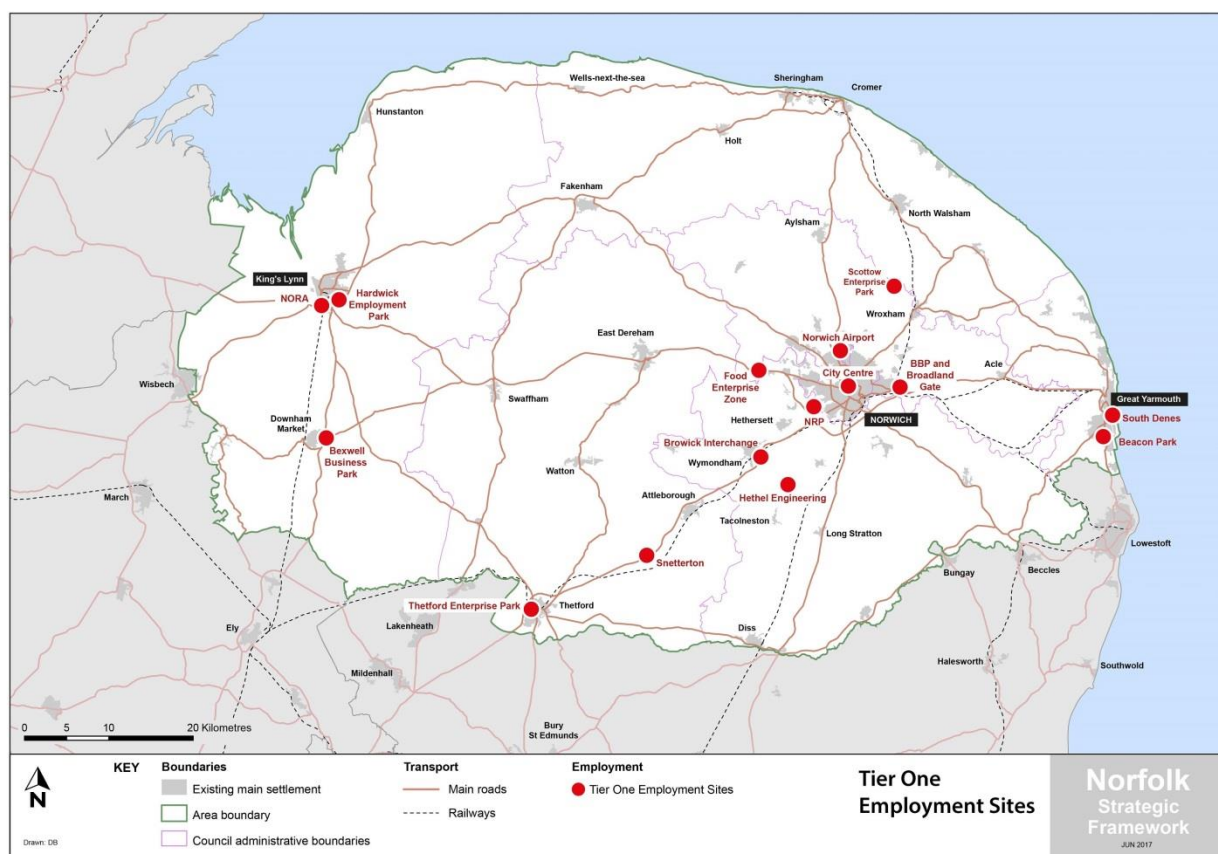 Wells-next-the-sea
Sheringham
Cromer
Hunstanton
Holt
Fakenham
North Walsham
Aylsham
King's Lynn
NORA
Hardwick
Employment
Park
Scottow
Enterprise
Park
Wroxham
East Dereham
Norwich Airport
Wisbech
Swaffham
Food
Enterprise
Zone
City Centre
BBP and
Broadland
Gate
Acle
Great Yarmouth
South Denes
Beacon Park
Downham
Market
Bexwell
Business
Park
Hethersett
NRP
NORWICH
Browick Interchange
Wymondham
Watton
March
Attleborough
Hethel Engineering
Tacolneston
Long Stratton
Lowestoft
Snetterton
Bungay
Beccles
Thetford Enterprise Park
Thetford
Lakenheath
Ely
Diss
Mildenhall
Halesworth
Southwold
Bury
St Edmunds
0 5 10 20 Kilometres
N
Drawn: DB
KEY
Boundaries
Existing main settlement
Area boundary
Council administrative boundaries
Transport
Main roads
Railways
Employment
Tier One Employment Sites
Tier One
Employment Sites
Norfolk
Strategic
Framework
JUN 2017